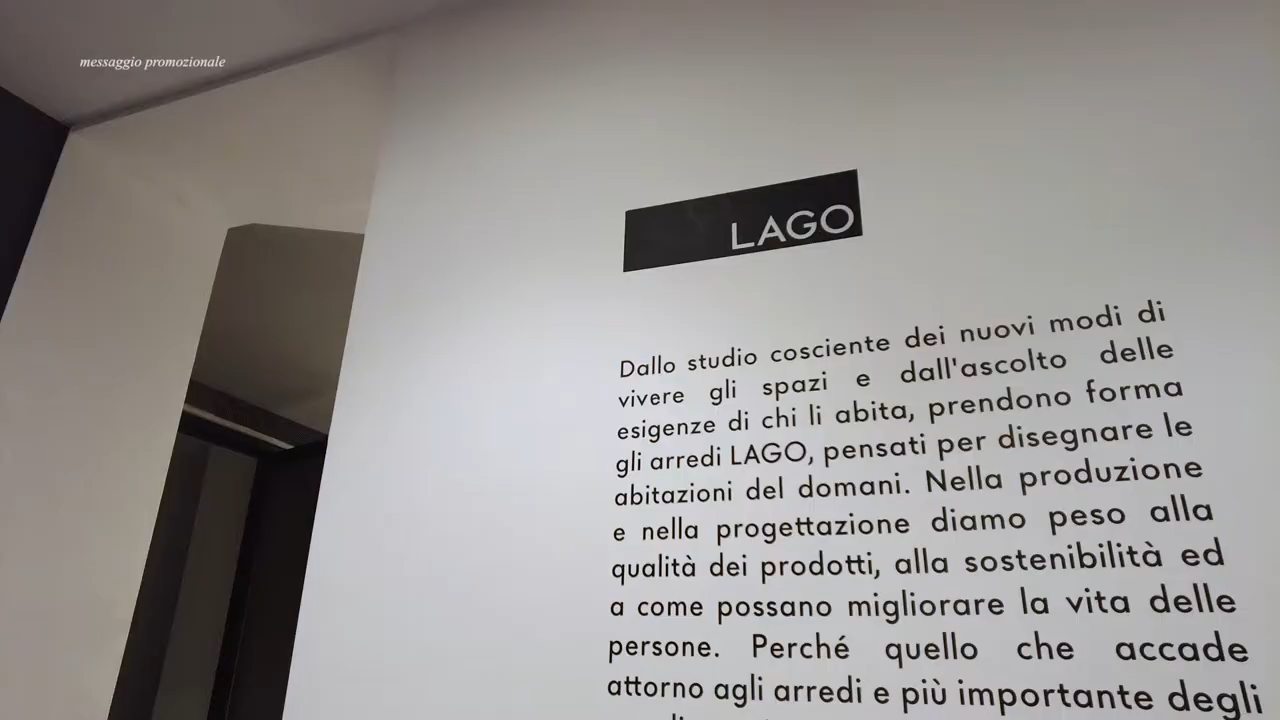 messaggio promozionale
LAGO
Dallo studio cosciente dei nuovi modi di
vivere gli spazi e dall'ascolto delle
esigenze di chi li abita, prendono forma
gli arredi LAGO, pensati per disegnare le
abitazioni del domani. Nella produzione
e nella progettazione diamo peso alla
qualità dei prodotti, alla sostenibilità ed
a come possano migliorare la vita delle
persone. Perché quello che accade
attorno agli arredi e più importante degli